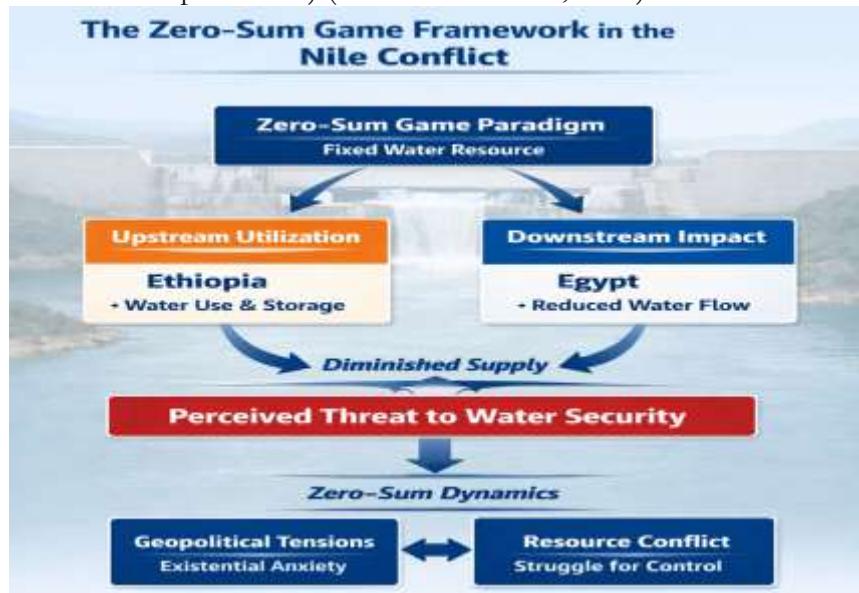 The Zero-Sum Game Framework in the
Nile Conflict
Zero-Sum Game Paradigm
Fixed Water Resource
Upstream Utilization
Ethiopia
• Water Use & Storage
Downstream Impact
Egypt
• Reduced Water Flow
Diminished Supply
Perceived Threat to Water Security
Zero-Sum Dynamics
Geopolitical Tensions
Existential Anxiety
Resource Conflict
Struggle for Control